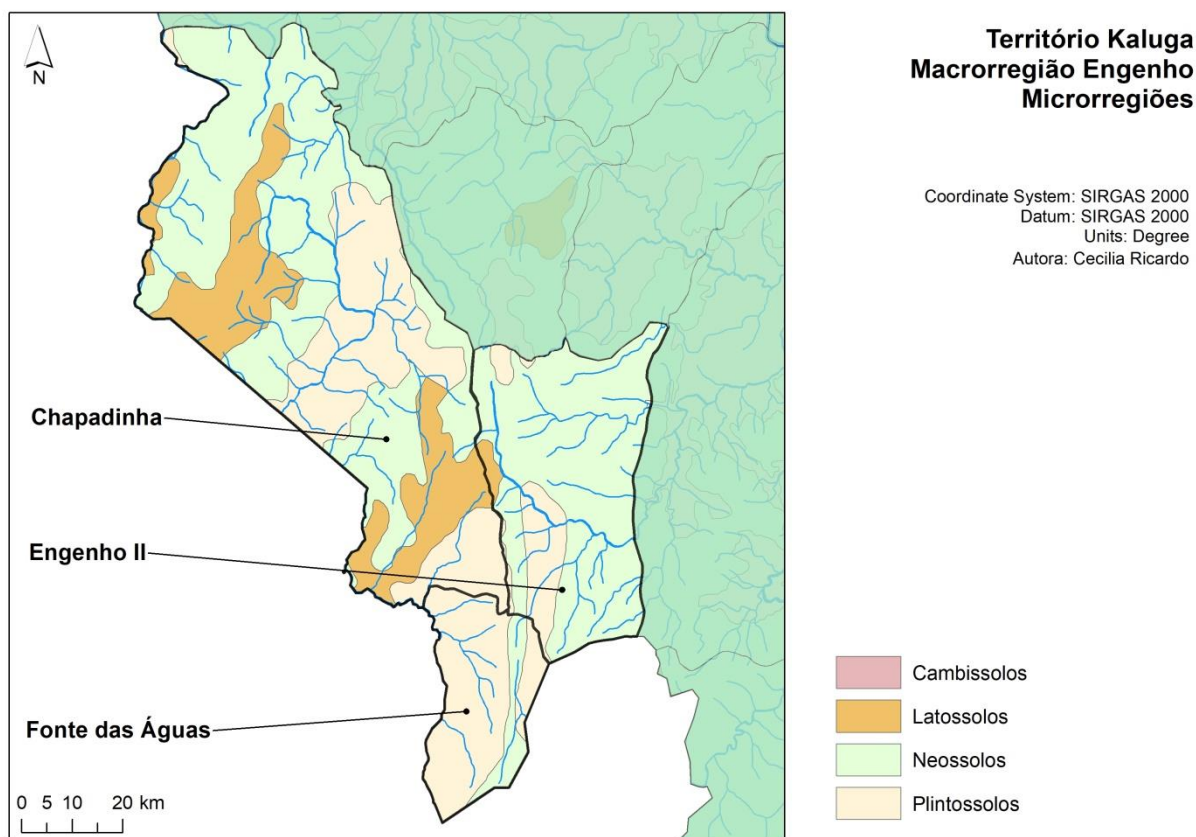 Território Kaluga
Macrorregião Engenho
Microrregiões
Coordinate System: SIRGAS 2000
Datum: SIRGAS 2000
Units: Degree
Autora: Cecilia Ricardo
N
Chapadinha
Engenho II
Fonte das Águas
0 5 10 20 km
Cambissolos
Latossolos
Neossolos
Plintossolos